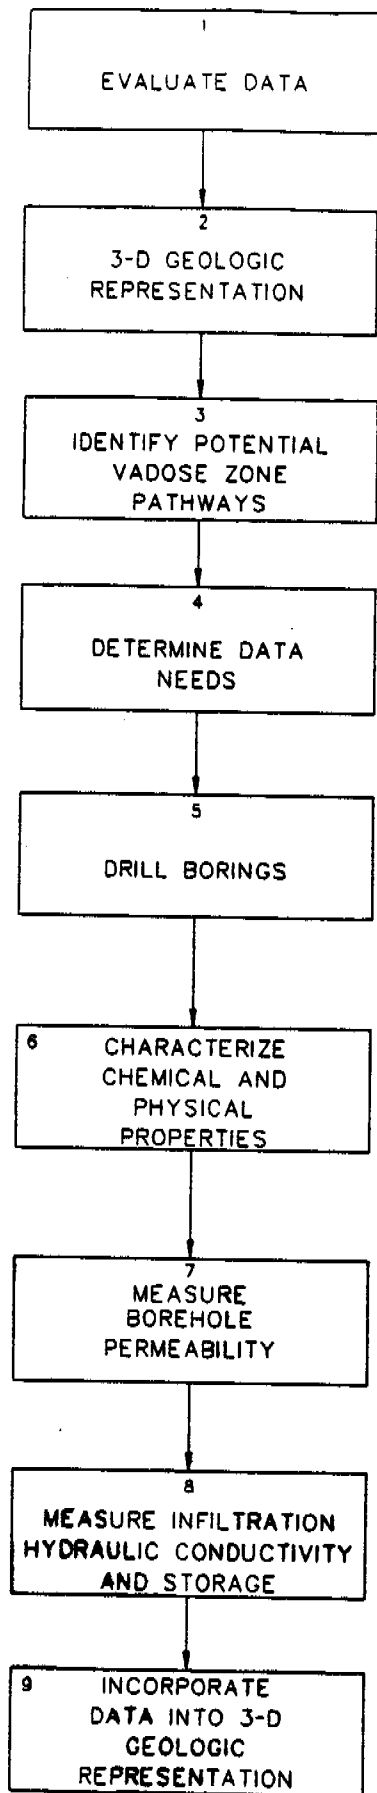 1
EVALUATE DATA
2
3-D GEOLOGIC
REPRESENTATION
3
IDENTIFY POTENTIAL
VADOSE ZONE
PATHWAYS
4
DETERMINE DATA
NEEDS
5
DRILL BORINGS
6 CHARACTERIZE
CHEMICAL AND
PHYSICAL
PROPERTIES
7
MEASURE
BOREHOLE
PERMEABILITY
8
MEASURE INFILTRATION
HYDRAULIC CONDUCTIVITY
AND STORAGE
9 INCORPORATE
DATA INTO 3-D
GEOLOGIC
REPRESENTATION